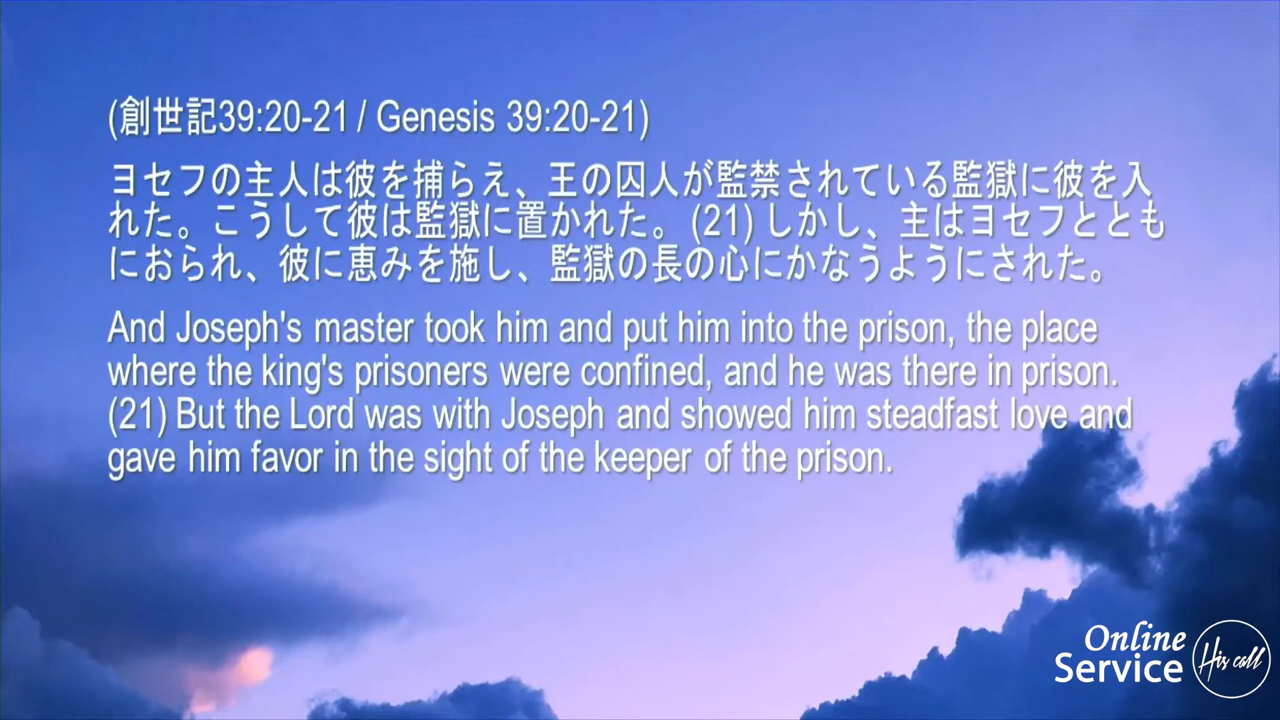 (創世記39:20-21 / Genesis 39:20-21)
ヨセフの主人は彼を捕らえ、王の囚人が監禁されている監獄に彼を入
れた。こうして彼は監獄に置かれた。 (21) しかし、主はヨセフととも
におられ、彼に恵みを施し、監獄の長の心にかなうようにされた。
And Joseph's master took him and put him into the prison, the place
where the king's prisoners were confined, and he was there in prison.
(21) But the Lord was with Joseph and showed him steadfast love and
gave him favor in the sight of the keeper of the prison.
Online
Service
His call